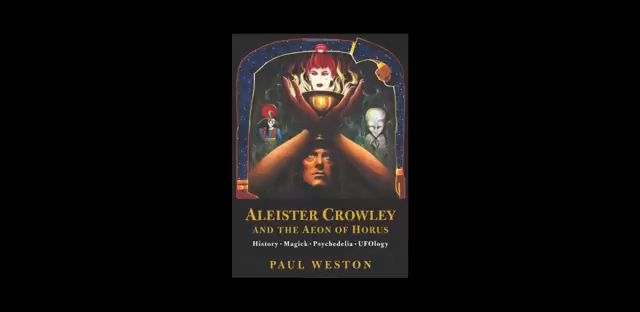 ALEISTER CROWLEY
AND THE AEON OF HORUS
History • Magick • Psychedelia • UFOlogy
PAUL WESTON